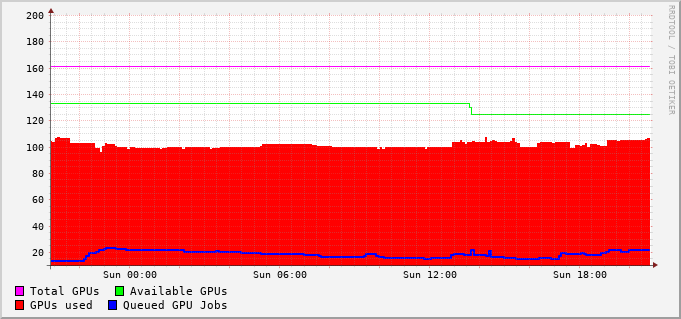 200
180
160
140
120
100
80
60
40
20
Sun 00:00 Sun 06:00 Sun 12:00 Sun 18:00
Total GPUs Available GPUs
GPUs used Queued GPU Jobs
RRDTOOL / TOBI OETIKER